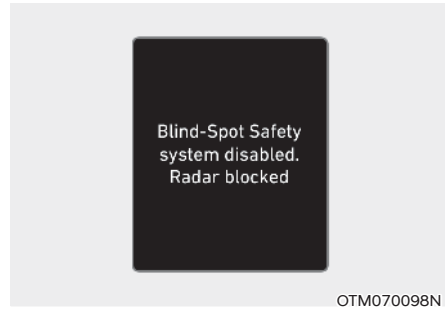 Blind-Spot Safety
system disabled.
Radar blocked
OTM070098N